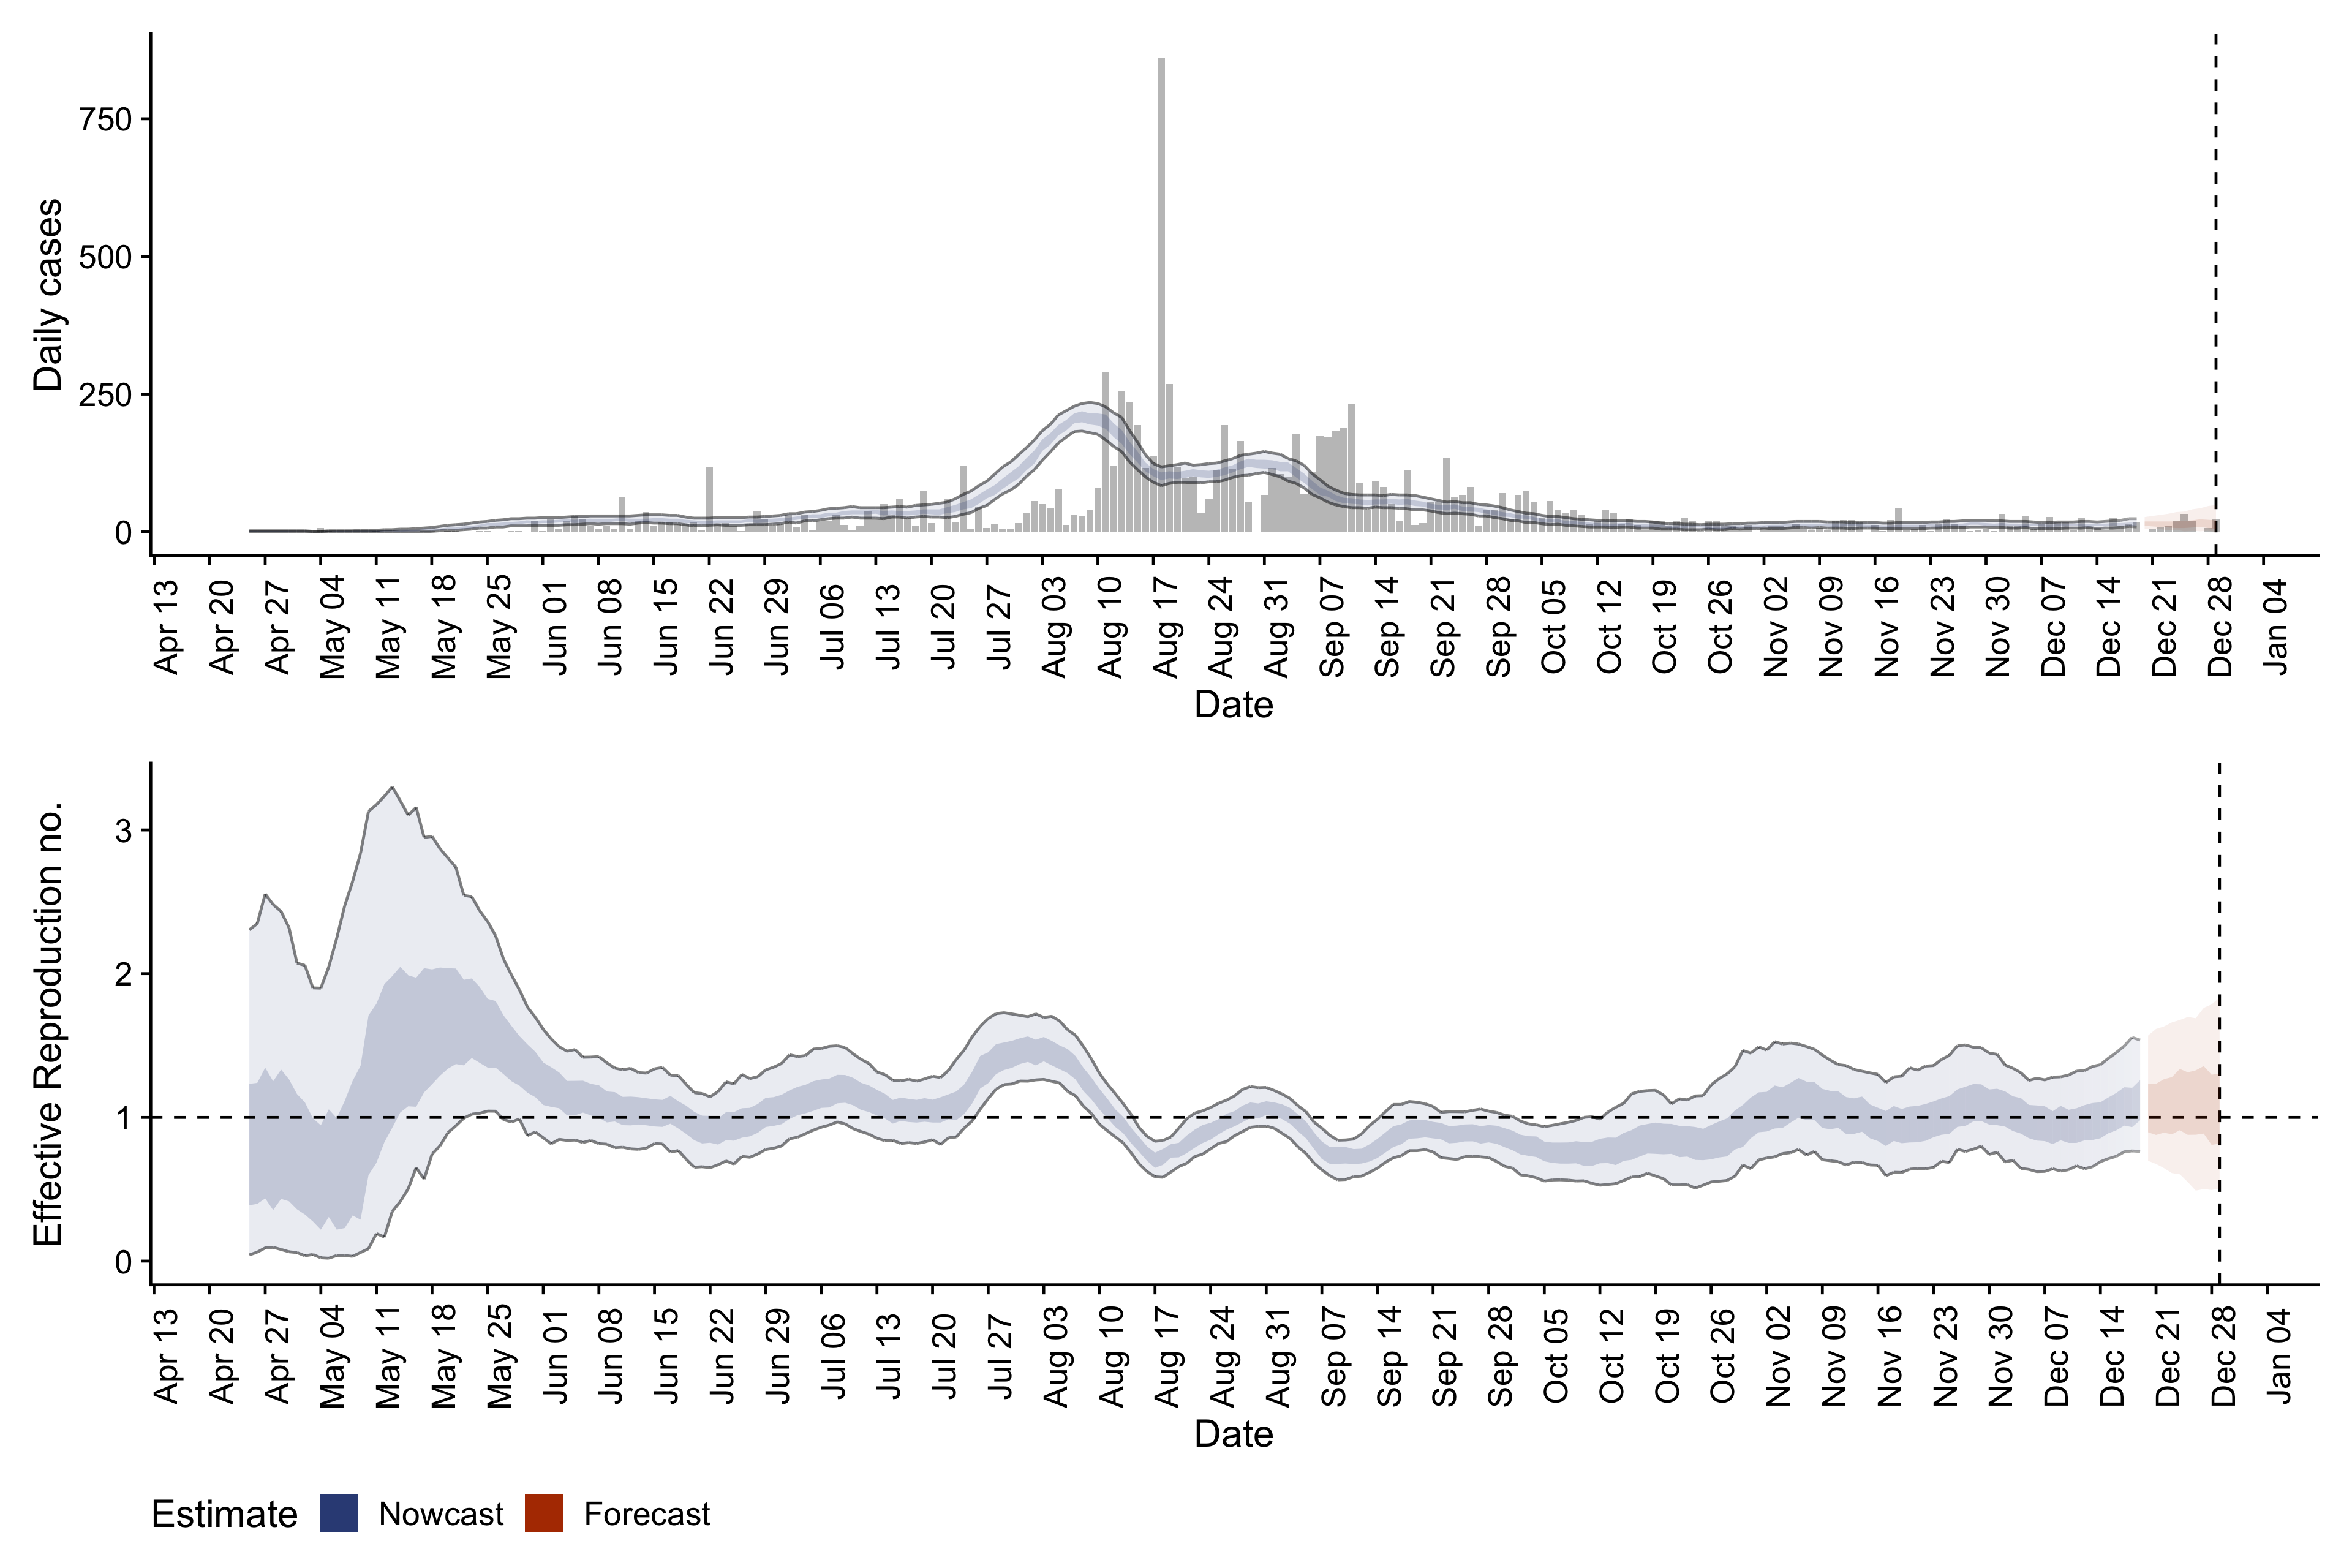 Daily cases
750
500
250
0
Apr 13
Apr 20
Apr 27
May 04
May 11
May 18
May 25
Jun 01
Jun 08
Jun 15
Jun 22
Jun 29
Jul 06
Jul 13
Jul 20
Jul 27
Aug 03
Aug 10
Aug 17
Aug 24
Aug 31
Sep 07
Sep 14
Sep 21
Sep 28
Oct 05
Oct 12
Oct 19
Oct 26
Nov 02
Nov 09
Nov 16
Nov 23
Nov 30
Dec 07
Dec 14
Dec 21
Dec 28
Jan 04
Date
Effective Reproduction no.
3
2
1
0
Apr 13
Apr 20
Apr 27
May 04
May 11
May 18
May 25
Jun 01
Jun 08
Jun 15
Jun 22
Jun 29
Jul 06
Jul 13
Jul 20
Jul 27
Aug 03
Aug 10
Aug 17
Aug 24
Aug 31
Sep 07
Sep 14
Sep 21
Sep 28
Oct 05
Oct 12
Oct 19
Oct 26
Nov 02
Nov 09
Nov 16
Nov 23
Nov 30
Dec 07
Dec 14
Dec 21
Dec 28
Jan 04
Date
Estimate Nowcast Forecast